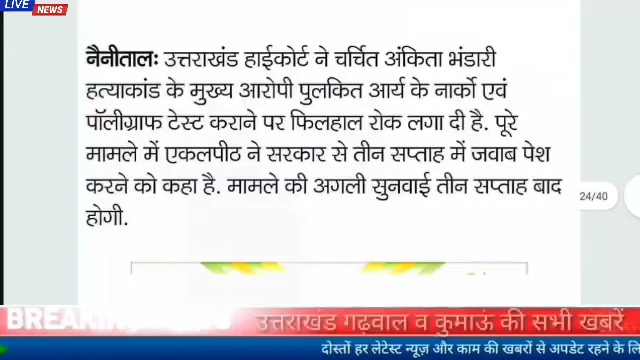 LIVE NEWS
नैनीतालः उत्तराखंड हाईकोर्ट ने चर्चित अंकिता भंडारी
हत्याकांड के मुख्य आरोपी पुलकित आर्य के नार्को एवं
पॉलीग्राफ टेस्ट कराने पर फिलहाल रोक लगा दी है. पूरे
मामले में एकलपीठ ने सरकार से तीन सप्ताह में जवाब पेश
करने को कहा है. मामले की अगली सुनवाई तीन सप्ताह बाद
होगी.
24/40
उत्तराखंड गढ़वाल व कुमाऊं की सभी खबरें
दोस्तों हर लेटेस्ट न्यूज़ और काम की खबरों से अपडेट रहने के